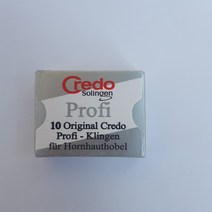 Credo
Solingen
Profi
10 Original Credo
Profi - Klingen
für Hornhauthobel